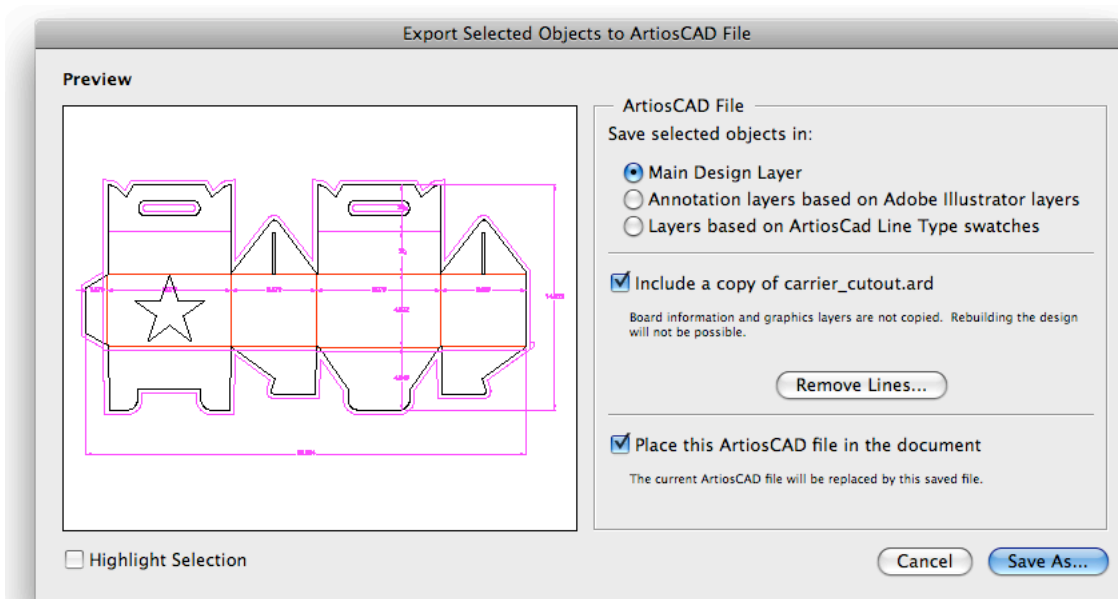 Export Selected Objects to ArtiosCAD File
Preview
ArtiosCAD File
Save selected objects in:
Main Design Layer
Annotation layers based on Adobe Illustrator layers
Layers based on ArtiosCad Line Type swatches
Include a copy of carrier_cutout.ard
Board information and graphics layers are not copied.  Rebuilding the design
will not be possible.
Remove Lines...
Place this ArtiosCAD file in the document
The current ArtiosCAD file will be replaced by this saved file.
Highlight Selection
Cancel
Save As...